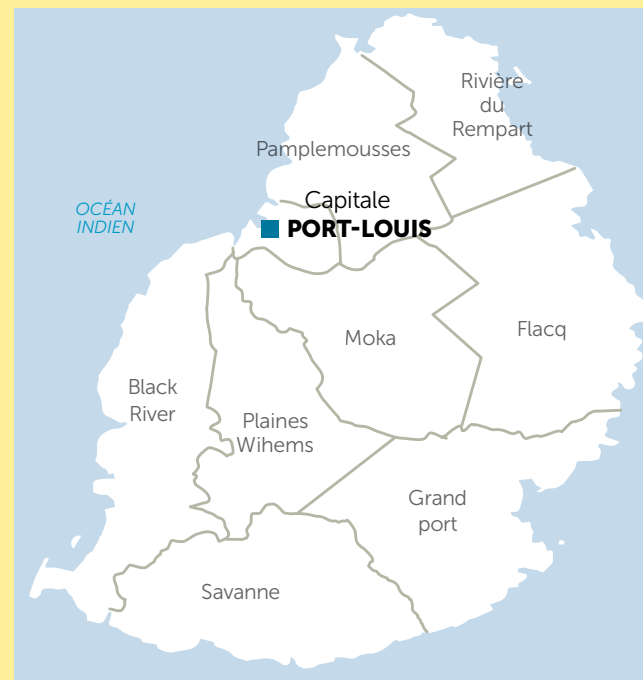 Rivière
du
Rempart
Pamplemousses
Capitale
PORT-LOUIS
OCÉAN
INDIEN
Moka
Flacq
Black
River
Plaines
Wihems
Grand
port
Savanne